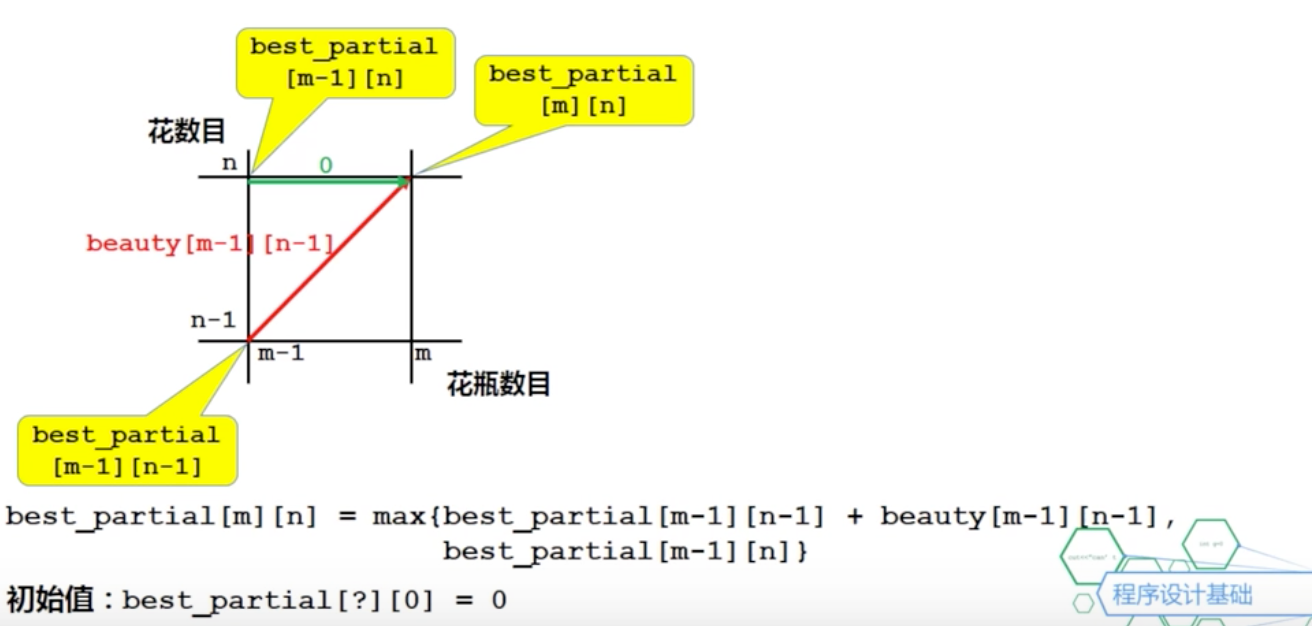 best_partial
[m-1][n]
best_partial
[m][n]
花数目
n
0
beauty[m-1][n-1]
n-1
m-1
m
花瓶数目
best_partial
[m-1][n-1]
best_partial[m][n] = max{best_partial[m-1][n-1] + beauty[m-1][n-1],
best_partial[m-1][n]}
初始值：best_partial[?][0] = 0
程序设计基础